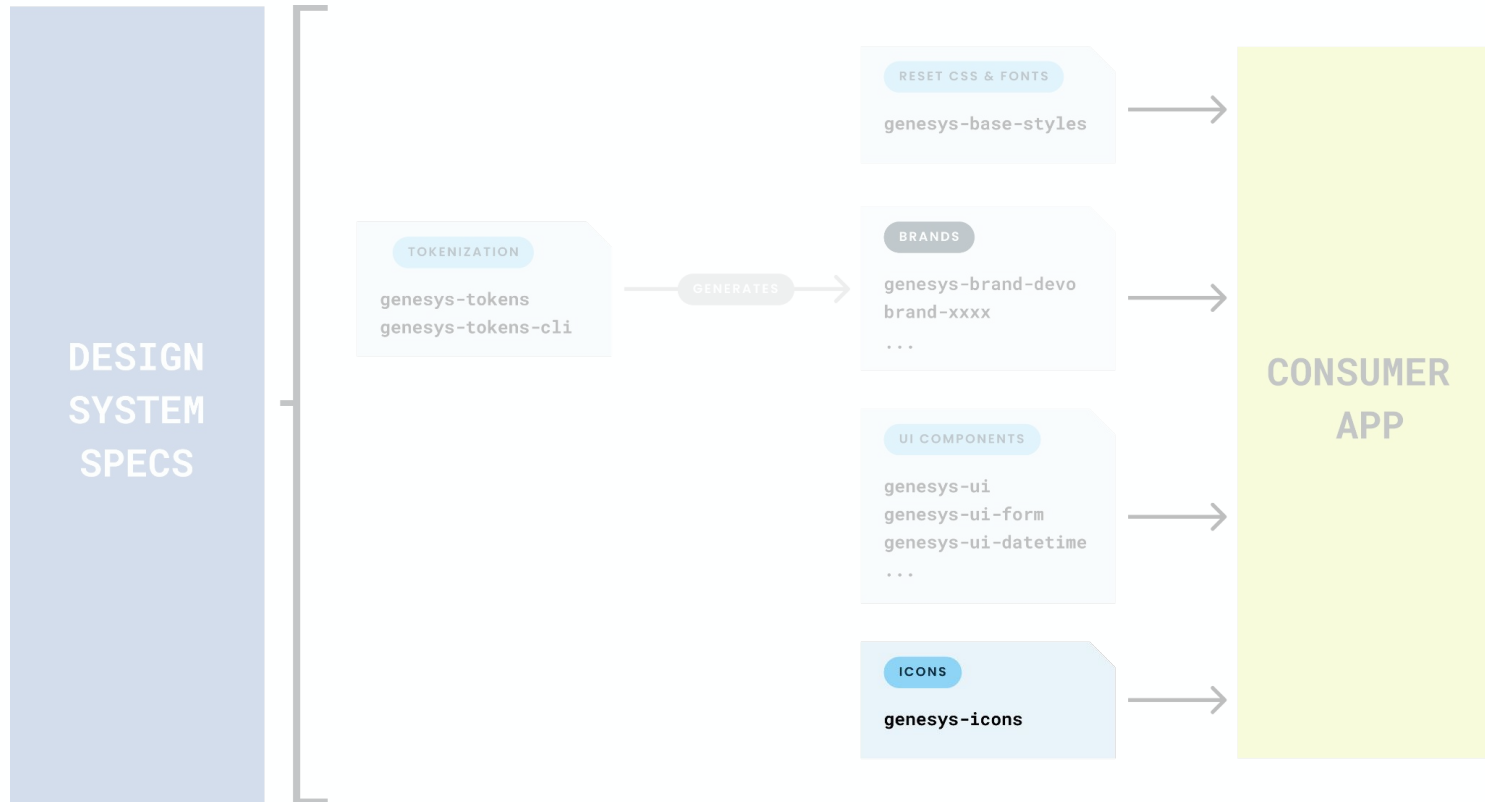 DESIGN
SYSTEM
SPECS
TOKENIZATION
genesys-tokens
genesys-tokens-cli
GENERATES
RESET CSS & FONTS
genesys-base-styles
BRANDS
genesys-brand-devo
brand-xxxx
...
UI COMPONENTS
genesys-ui
genesys-ui-form
genesys-ui-datetime
...
ICONS
genesys-icons
CONSUMER
APP